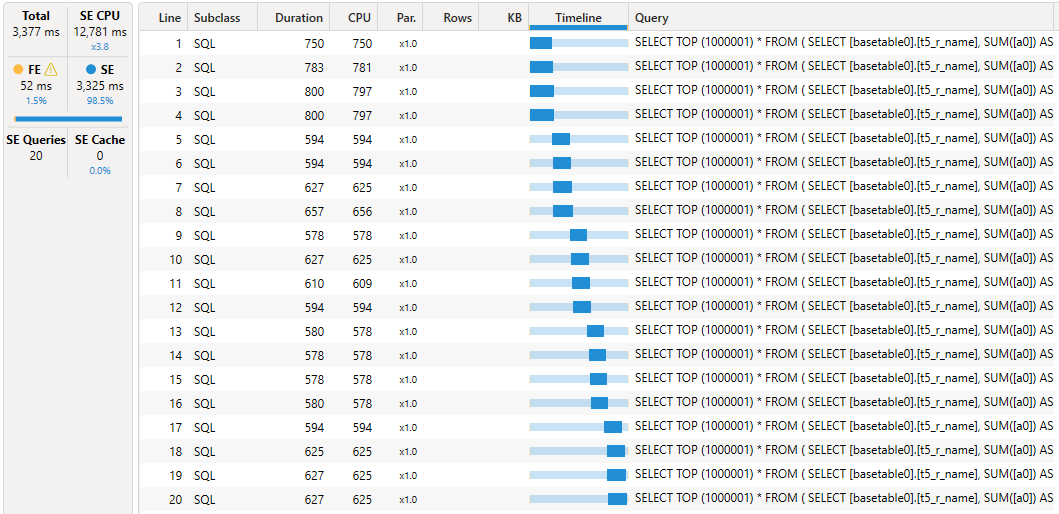 Total SE CPU
3,377 ms 12,781 ms
x3.8
FE SE
52 ms 3,325 ms
1.5% 98.5%
SE Queries SE Cache
20 0
0.0%
Line Subclass Duration CPU Par. Rows KB Timeline Query
1 SQL 750 750 x1.0 SELECT TOP (1000001) * FROM ( SELECT [basetable0].[t5_r_name], SUM([a0]) AS
2 SQL 783 781 x1.0 SELECT TOP (1000001) * FROM ( SELECT [basetable0].[t5_r_name], SUM([a0]) AS
3 SQL 800 797 x1.0 SELECT TOP (1000001) * FROM ( SELECT [basetable0].[t5_r_name], SUM([a0]) AS
4 SQL 800 797 x1.0 SELECT TOP (1000001) * FROM ( SELECT [basetable0].[t5_r_name], SUM([a0]) AS
5 SQL 594 594 x1.0 SELECT TOP (1000001) * FROM ( SELECT [basetable0].[t5_r_name], SUM([a0]) AS
6 SQL 594 594 x1.0 SELECT TOP (1000001) * FROM ( SELECT [basetable0].[t5_r_name], SUM([a0]) AS
7 SQL 627 625 x1.0 SELECT TOP (1000001) * FROM ( SELECT [basetable0].[t5_r_name], SUM([a0]) AS
8 SQL 657 656 x1.0 SELECT TOP (1000001) * FROM ( SELECT [basetable0].[t5_r_name], SUM([a0]) AS
9 SQL 578 578 x1.0 SELECT TOP (1000001) * FROM ( SELECT [basetable0].[t5_r_name], SUM([a0]) AS
10 SQL 627 625 x1.0 SELECT TOP (1000001) * FROM ( SELECT [basetable0].[t5_r_name], SUM([a0]) AS
11 SQL 610 609 x1.0 SELECT TOP (1000001) * FROM ( SELECT [basetable0].[t5_r_name], SUM([a0]) AS
12 SQL 594 594 x1.0 SELECT TOP (1000001) * FROM ( SELECT [basetable0].[t5_r_name], SUM([a0]) AS
13 SQL 580 578 x1.0 SELECT TOP (1000001) * FROM ( SELECT [basetable0].[t5_r_name], SUM([a0]) AS
14 SQL 578 578 x1.0 SELECT TOP (1000001) * FROM ( SELECT [basetable0].[t5_r_name], SUM([a0]) AS
15 SQL 578 578 x1.0 SELECT TOP (1000001) * FROM ( SELECT [basetable0].[t5_r_name], SUM([a0]) AS
16 SQL 580 578 x1.0 SELECT TOP (1000001) * FROM ( SELECT [basetable0].[t5_r_name], SUM([a0]) AS
17 SQL 594 594 x1.0 SELECT TOP (1000001) * FROM ( SELECT [basetable0].[t5_r_name], SUM([a0]) AS
18 SQL 625 625 x1.0 SELECT TOP (1000001) * FROM ( SELECT [basetable0].[t5_r_name], SUM([a0]) AS
19 SQL 627 625 x1.0 SELECT TOP (1000001) * FROM ( SELECT [basetable0].[t5_r_name], SUM([a0]) AS
20 SQL 627 625 x1.0 SELECT TOP (1000001) * FROM ( SELECT [basetable0].[t5_r_name], SUM([a0]) AS